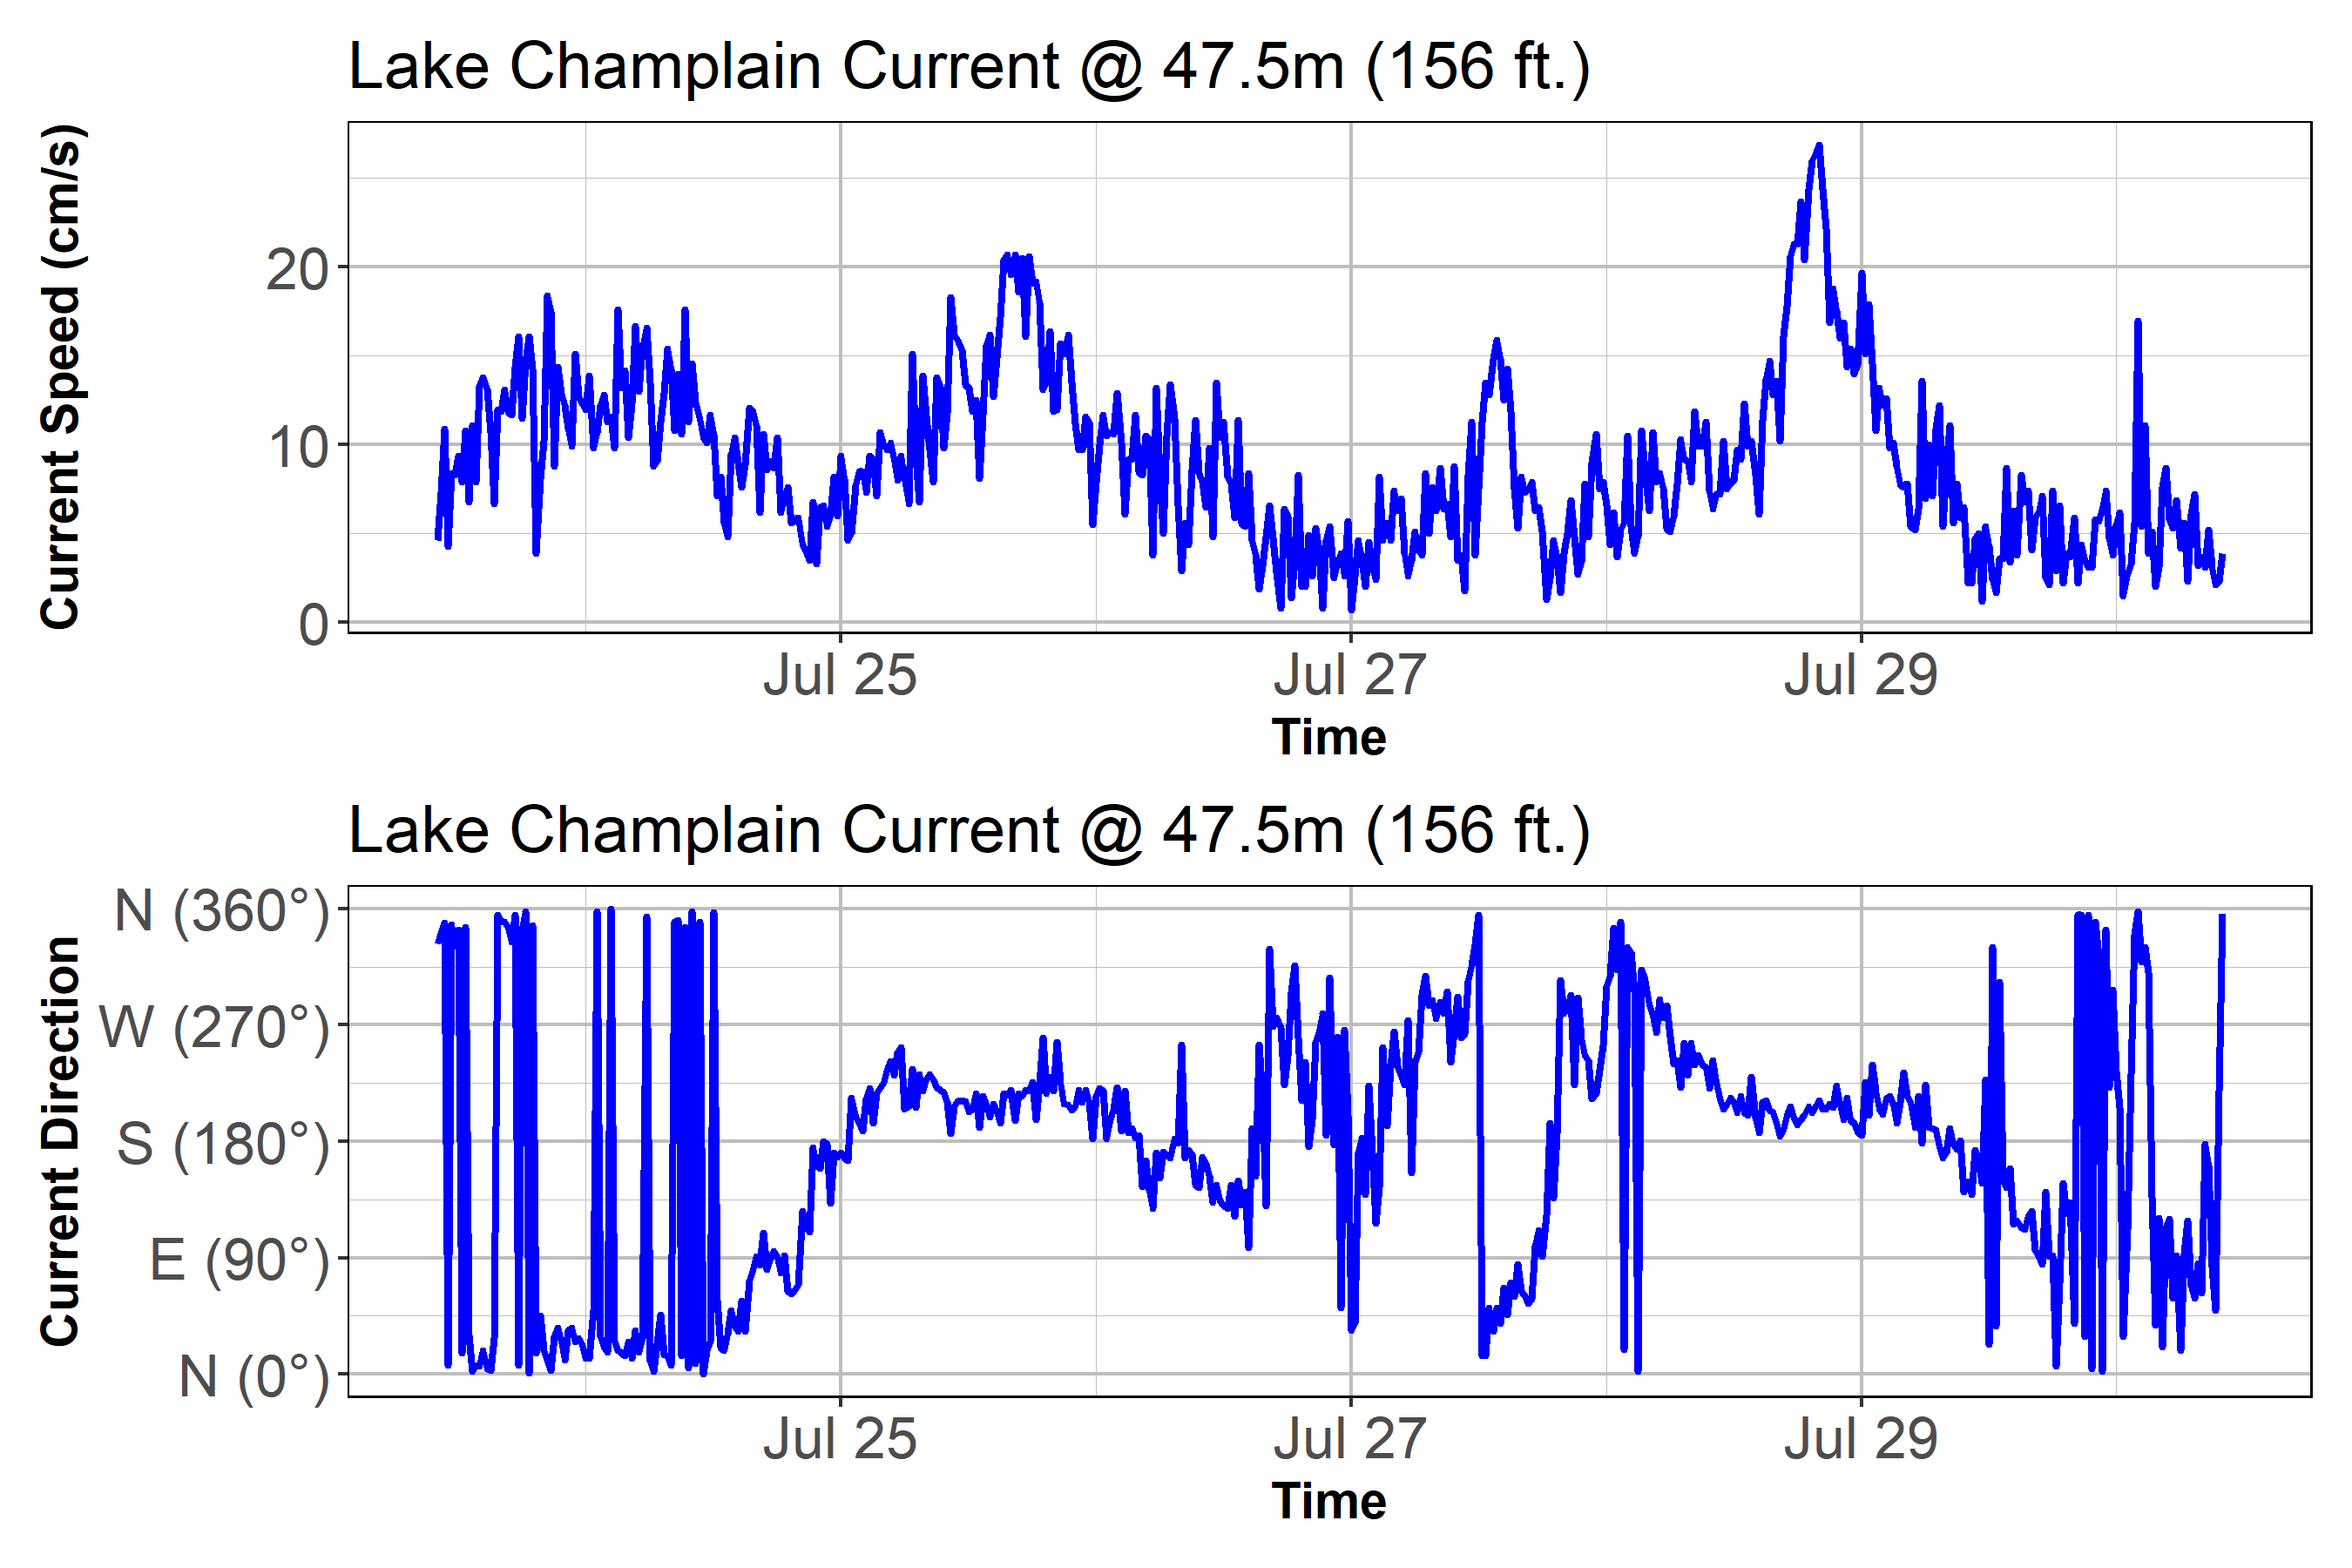 Lake Champlain Current @ 47.5m (156 ft.)
Current Speed (cm/s)
20
10
0
Jul 25 Jul 27 Jul 29
Time
Lake Champlain Current @ 47.5m (156 ft.)
Current Direction
N (360°)
W (270°)
S (180°)
E (90°)
N (0°)
Jul 25 Jul 27 Jul 29
Time